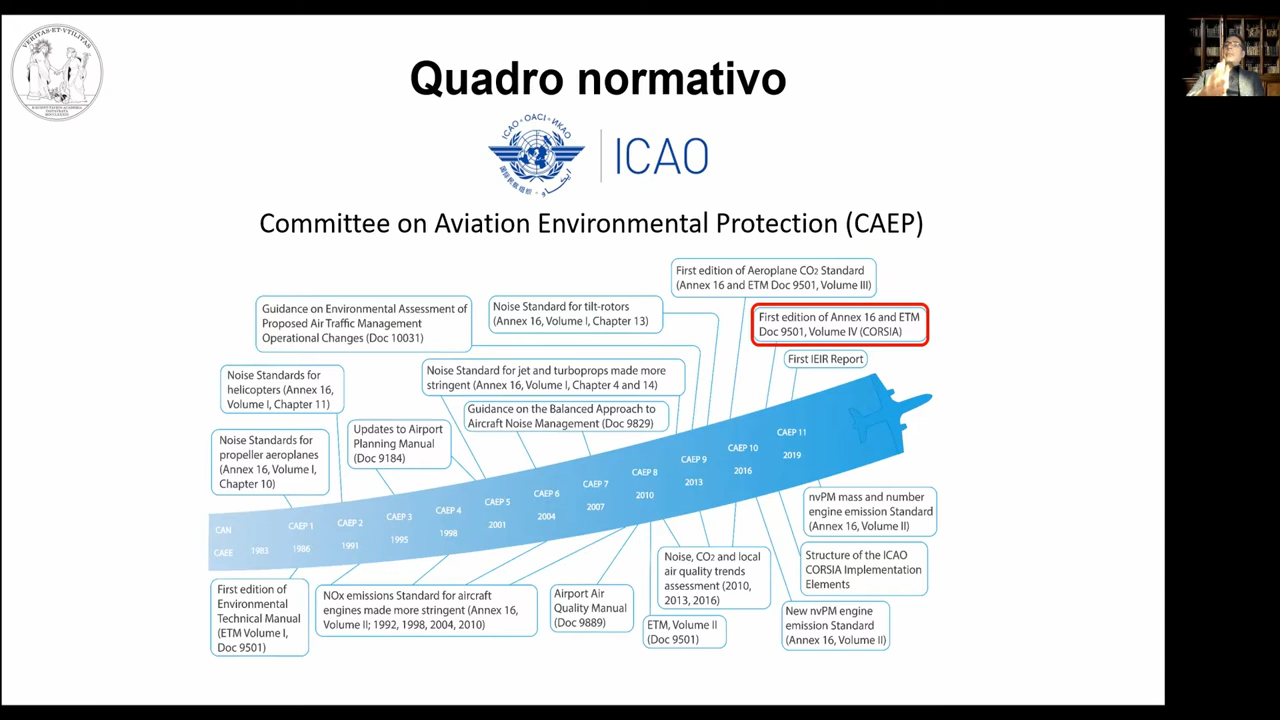 VERITAS·ET·VTILITAS
Quadro normativo
ICAO · OACI · ИКАО
ICAO
Committee on Aviation Environmental Protection (CAEP)
First edition of Aeroplane CO2 Standard
(Annex 16 and ETM Doc 9501, Volume III)
Guidance on Environmental Assessment of
Proposed Air Traffic Management
Operational Changes (Doc 10031)
Noise Standard for tilt-rotors
(Annex 16, Volume I, Chapter 13)
First edition of Annex 16 and ETM
Doc 9501, Volume IV (CORSIA)
First IEIR Report
Noise Standards for
helicopters (Annex 16,
Volume I, Chapter 11)
Noise Standard for jet and turboprops made more
stringent (Annex 16, Volume I, Chapter 4 and 14)
Guidance on the Balanced Approach to
Aircraft Noise Management (Doc 9829)
Updates to Airport
Planning Manual
(Doc 9184)
Noise Standards for
propeller aeroplanes
(Annex 16, Volume I,
Chapter 10)
CAN
CAEE
1983
CAEP 1
1986
CAEP 2
1991
CAEP 3
1995
CAEP 4
1998
CAEP 5
2001
CAEP 6
2004
CAEP 7
2007
CAEP 8
2010
CAEP 9
2013
CAEP 10
2016
CAEP 11
2019
First edition of
Environmental
Technical Manual
(ETM Volume I,
Doc 9501)
NOx emissions Standard for aircraft
engines made more stringent (Annex 16,
Volume II; 1992, 1998, 2004, 2010)
Airport Air
Quality Manual
(Doc 9889)
ETM, Volume II
(Doc 9501)
Noise, CO2 and local
air quality trends
assessment (2010,
2013, 2016)
nvPM mass and number
engine emission Standard
(Annex 16, Volume II)
Structure of the ICAO
CORSIA Implementation
Elements
New nvPM engine
emission Standard
(Annex 16, Volume II)